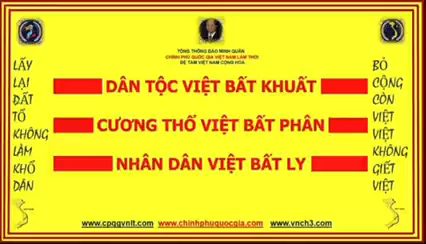 TỔNG THỐNG ĐÀO MINH QUÂN
CHÍNH PHỦ QUỐC GIA VIỆT NAM LÂM THỜI
ĐỆ TAM VIỆT NAM CỘNG HÒA
LẤY
LẠI
ĐẤT
TỔ
KHÔNG
LÀM
KHỔ
DÂN
DÂN TỘC VIỆT BẤT KHUẤT
CƯƠNG THỔ VIỆT BẤT PHÂN
NHÂN DÂN VIỆT BẤT LY
BỎ
CỘNG
CÒN
VIỆT
VIỆT
KHÔNG
GIẾT
VIỆT
www.cpqgvnlt.com www.chinhphuquocgia.com www.vnch3.com